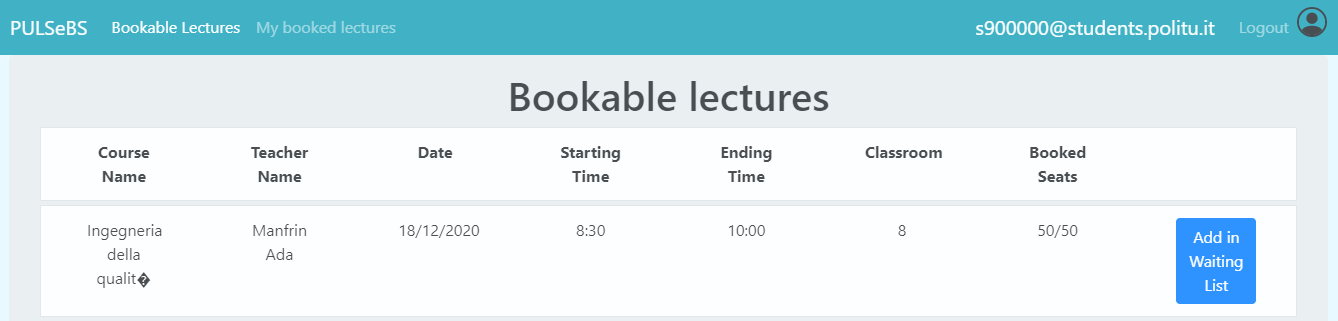 PULSeBS Bookable Lectures My booked lectures s900000@students.politu.it Logout
Bookable lectures
Course Name Teacher Name Date Starting Time Ending Time Classroom Booked Seats
Ingegneria della qualit� Manfrin Ada 18/12/2020 8:30 10:00 8 50/50 Add in Waiting List